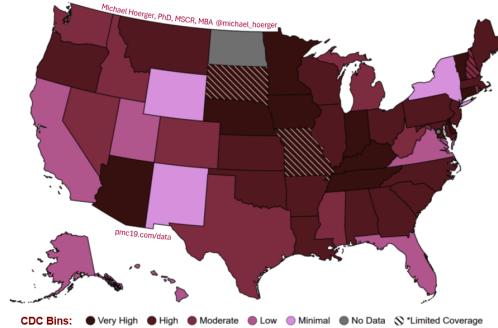 Michael Hoerger, PhD, MSCR, MBA @michael_hoerger
pmc19.com/data
CDC Bins: Very High High Moderate Low Minimal No Data *Limited Coverage